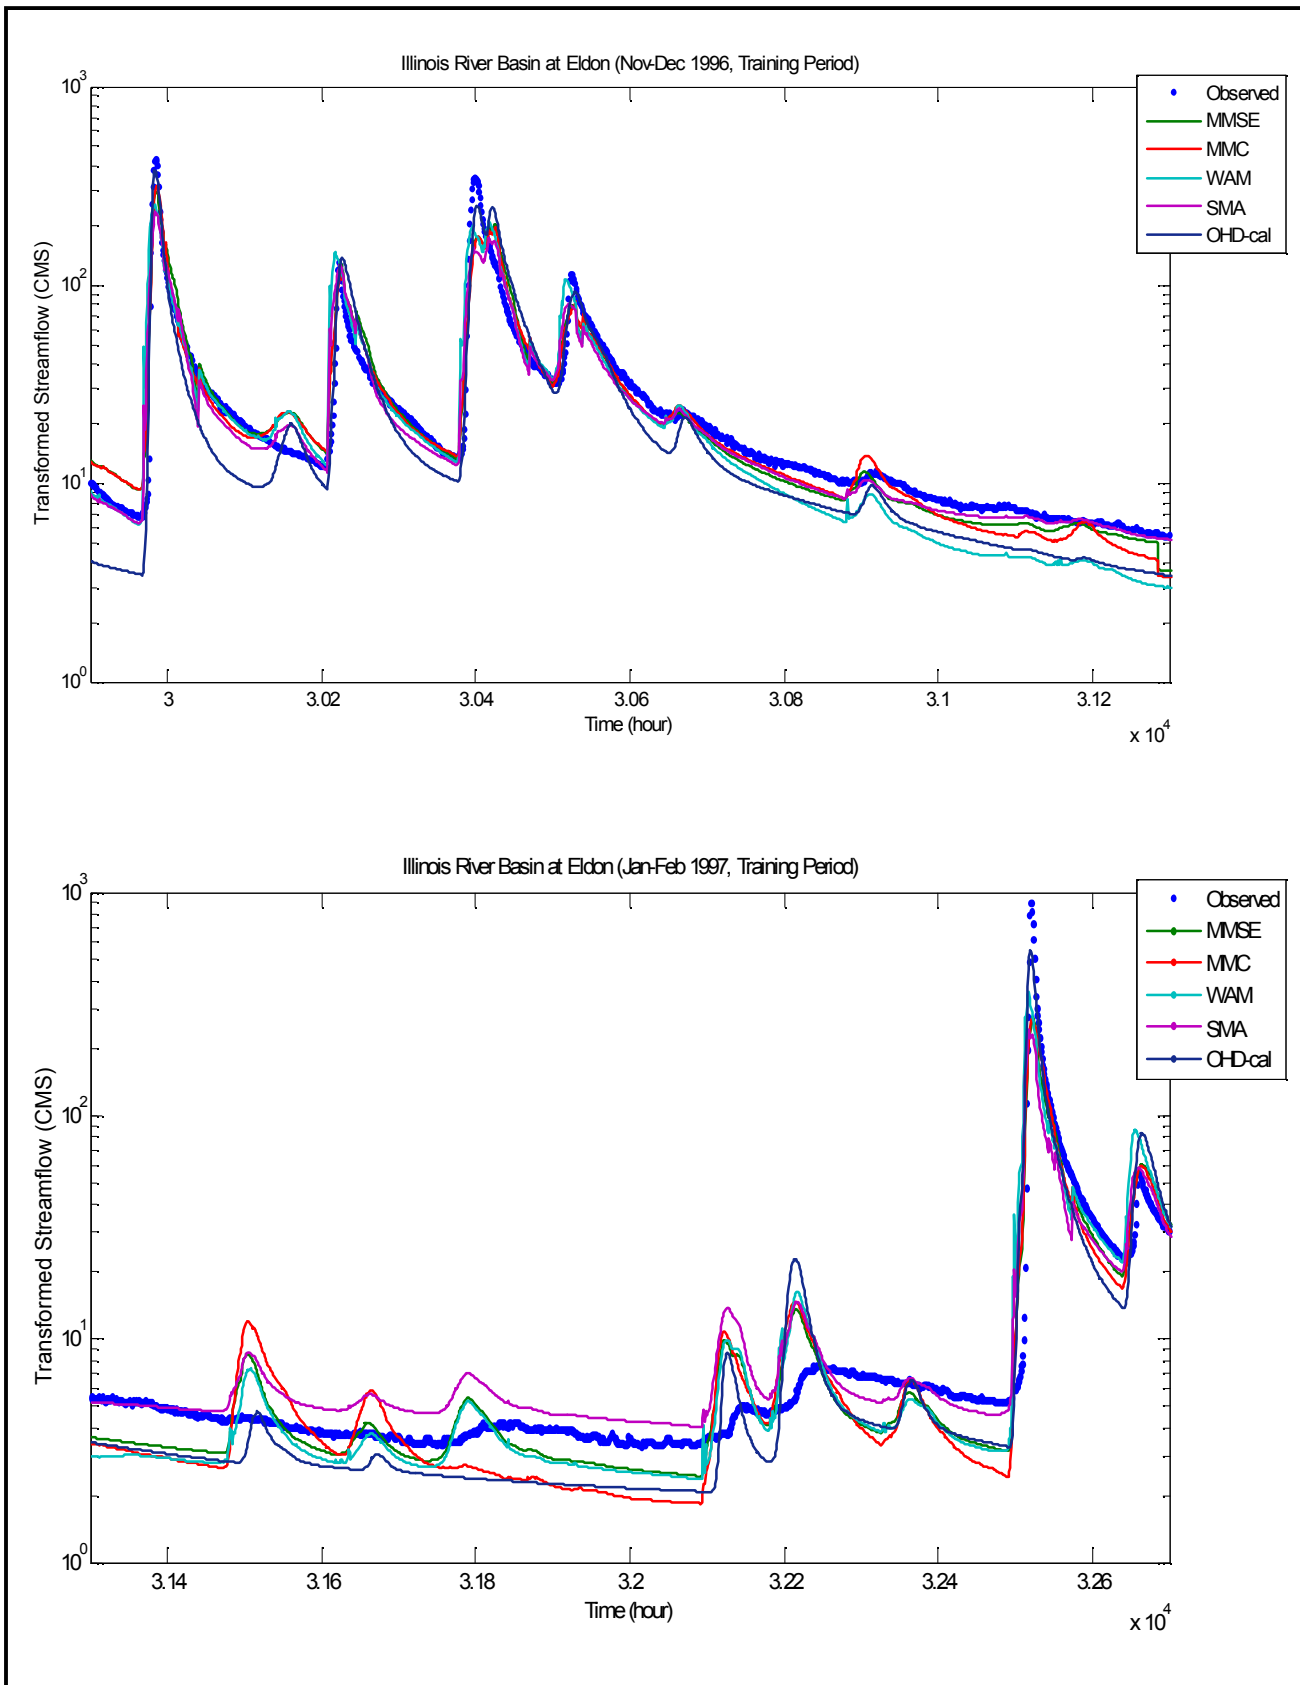 Illinois River Basin at Eldon (Nov-Dec 1996, Training Period)
10^3
10^2
10^1
10^0
Transformed Streamflow (CMS)
3 3.02 3.04 3.06 3.08 3.1 3.12
Time (hour)
x 10^4
Observed
MMSE
MMC
WAM
SMA
OHD-cal
Illinois River Basin at Eldon (Jan-Feb 1997, Training Period)
10^3
10^2
10^1
10^0
Transformed Streamflow (CMS)
3.14 3.16 3.18 3.2 3.22 3.24 3.26
Time (hour)
x 10^4
Observed
MMSE
MMC
WAM
SMA
OHD-cal